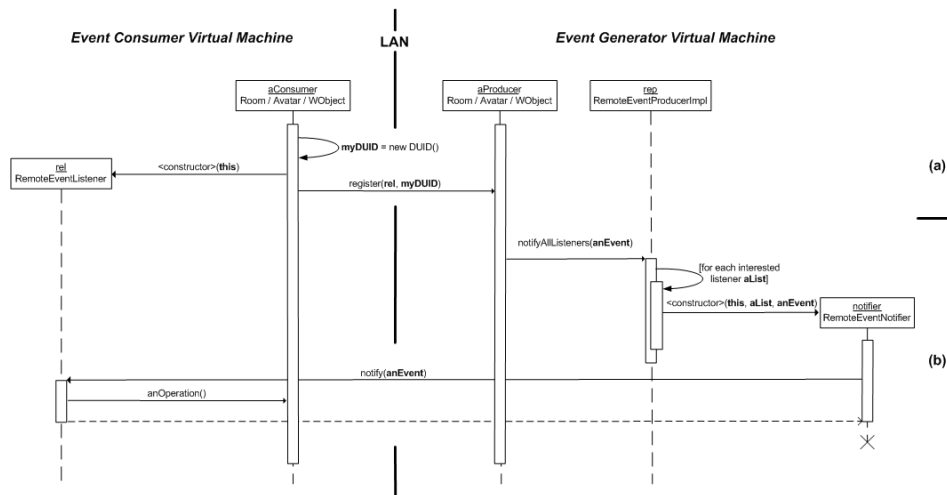 Event Consumer Virtual Machine
LAN
Event Generator Virtual Machine
aConsumer
Room / Avatar / WObject
aProducer
Room / Avatar / WObject
rep
RemoteEventProducerImpl
myDUID = new DUID()
<constructor>(this)
rel
RemoteEventListener
register(rel, myDUID)
(a)
notifyAllListeners(anEvent)
[for each interested
listener aList]
<constructor>(this, aList, anEvent)
notifier
RemoteEventNotifier
(b)
notify(anEvent)
anOperation()